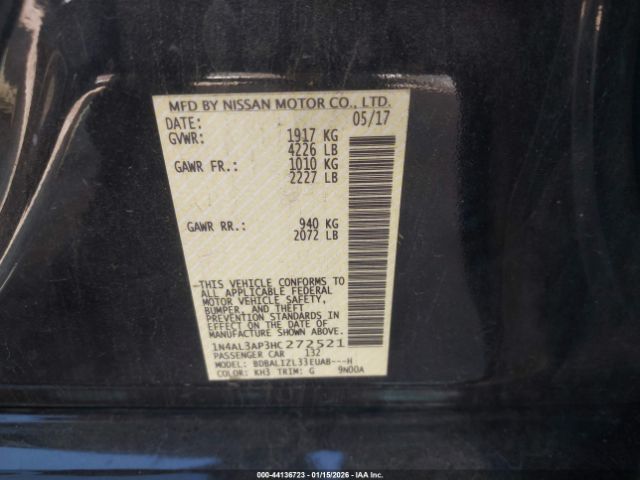 MFD BY NISSAN MOTOR CO., LTD.
DATE: 05/17
GVWR: 1917 KG
4226 LB
GAWR FR.: 1010 KG
2227 LB
GAWR RR.: 940 KG
2072 LB
—THIS VEHICLE CONFORMS TO
ALL APPLICABLE FEDERAL
MOTOR VEHICLE SAFETY,
BUMPER, AND THEFT
PREVENTION STANDARDS IN
EFFECT ON THE DATE OF
MANUFACTURE SHOWN ABOVE.
1N4AL3AP3HC272521
PASSENGER CAR 132
MODEL: BDBALIZL33EUAB---H
COLOR: KH3 TRIM: G 9N00A
000-44136723 | 01/15/2026 - IAA Inc.